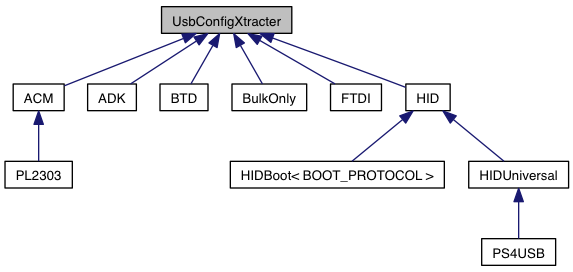 UsbConfigXtracter
ACM
ADK
BTD
BulkOnly
FTDI
HID
PL2303
HIDBoot< BOOT_PROTOCOL >
HIDUniversal
PS4USB